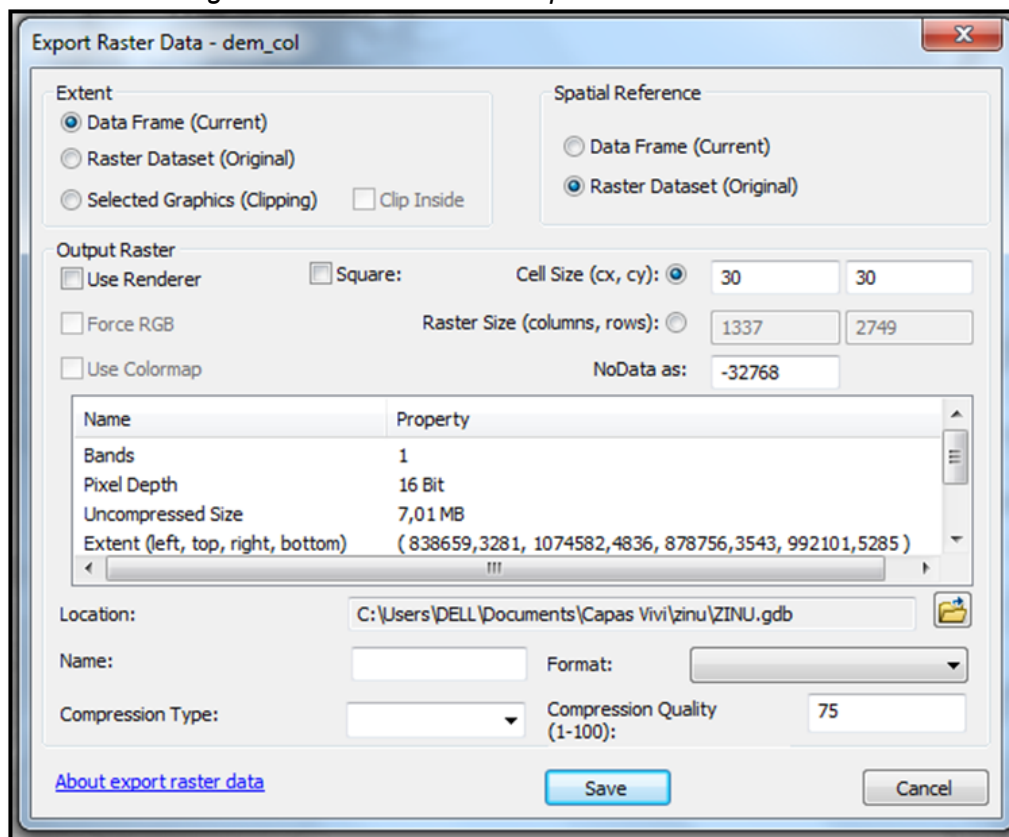 Export Raster Data - dem_col
Extent
Data Frame (Current)
Raster Dataset (Original)
Selected Graphics (Clipping) Clip Inside
Spatial Reference
Data Frame (Current)
Raster Dataset (Original)
Output Raster
Use Renderer Square: Cell Size (cx, cy): 30 30
Force RGB Raster Size (columns, rows): 1337 2749
Use Colormap NoData as: -32768
Name Property
Bands 1
Pixel Depth 16 Bit
Uncompressed Size 7,01 MB
Extent (left, top, right, bottom) ( 838659,3281, 1074582,4836, 878756,3543, 992101,5285 )
Location: C:\Users\DELL\Documents\Capas Vivi\zinu\ZINU.gdb
Name: Format:
Compression Type: Compression Quality (1-100): 75
About export raster data Save Cancel